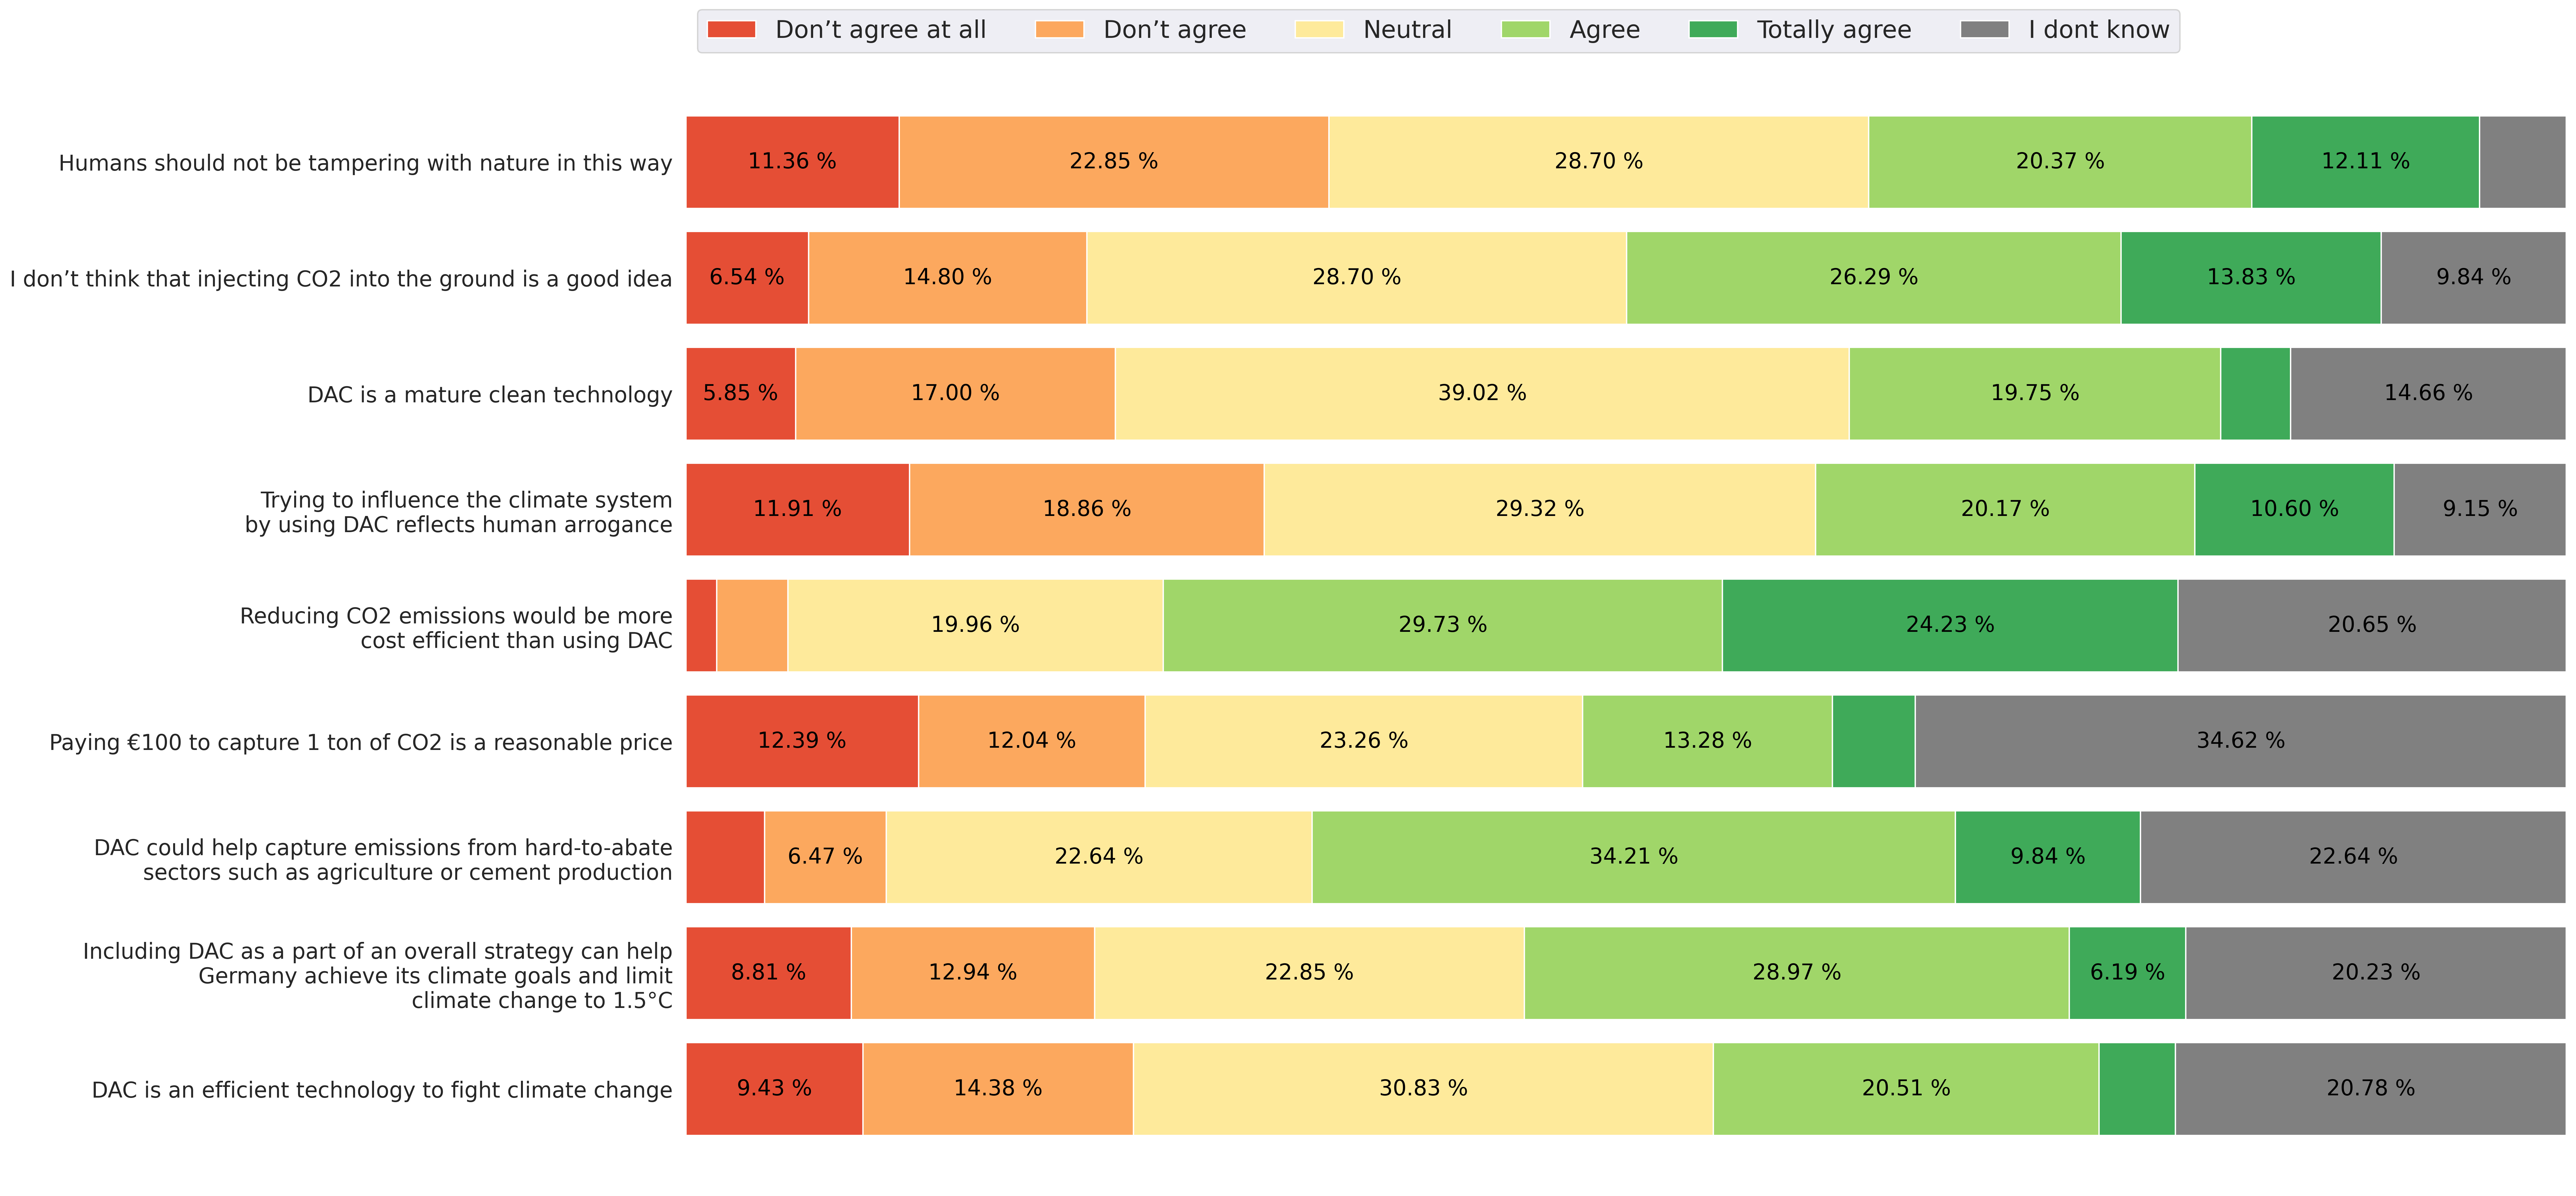 Don’t agree at all Don’t agree Neutral Agree Totally agree I dont know
Humans should not be tampering with nature in this way 11.36 % 22.85 % 28.70 % 20.37 % 12.11 %
I don’t think that injecting CO2 into the ground is a good idea 6.54 % 14.80 % 28.70 % 26.29 % 13.83 % 9.84 %
DAC is a mature clean technology 5.85 % 17.00 % 39.02 % 19.75 % 14.66 %
Trying to influence the climate system
by using DAC reflects human arrogance
11.91 % 18.86 % 29.32 % 20.17 % 10.60 % 9.15 %
Reducing CO2 emissions would be more
cost efficient than using DAC
19.96 % 29.73 % 24.23 % 20.65 %
Paying €100 to capture 1 ton of CO2 is a reasonable price 12.39 % 12.04 % 23.26 % 13.28 % 34.62 %
DAC could help capture emissions from hard-to-abate
sectors such as agriculture or cement production
6.47 % 22.64 % 34.21 % 9.84 % 22.64 %
Including DAC as a part of an overall strategy can help
Germany achieve its climate goals and limit
climate change to 1.5°C
8.81 % 12.94 % 22.85 % 28.97 % 6.19 % 20.23 %
DAC is an efficient technology to fight climate change 9.43 % 14.38 % 30.83 % 20.51 % 20.78 %